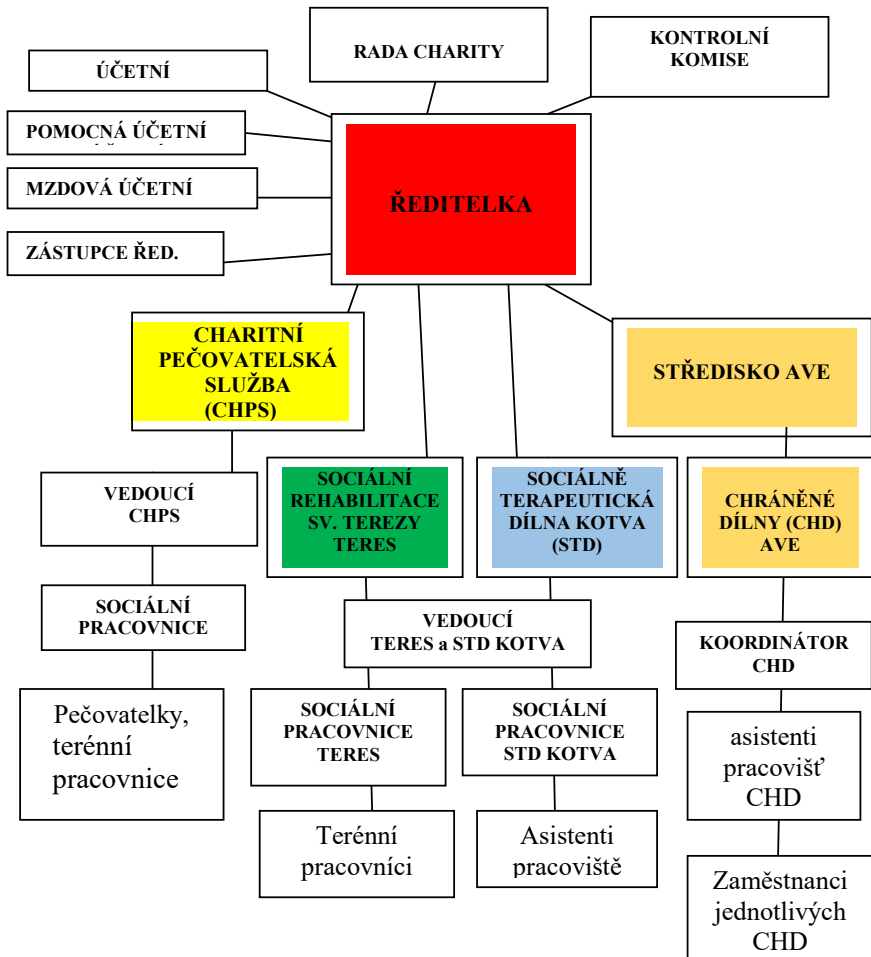 RADA CHARITY
KONTROLNÍ
KOMISE
ÚČETNÍ
POMOCNÁ ÚČETNÍ
MZDOVÁ ÚČETNÍ
ZÁSTUPCE ŘED.
ŘEDITELKA
CHARITNÍ
PEČOVATELSKÁ
SLUŽBA
(CHPS)
STŘEDISKO AVE
VEDOUCÍ
CHPS
SOCIÁLNÍ
REHABILITACE
SV. TEREZY
TERES
SOCIÁLNĚ
TERAPEUTICKÁ
DÍLNA KOTVA
(STD)
CHRÁNĚNÉ
DÍLNY (CHD)
AVE
SOCIÁLNÍ
PRACOVNICE
VEDOUCÍ
TERES a STD KOTVA
KOORDINÁTOR
CHD
Pečovatelky,
terénní
pracovnice
SOCIÁLNÍ
PRACOVNICE
TERES
SOCIÁLNÍ
PRACOVNICE
STD KOTVA
asistenti
pracovišť
CHD
Terénní
pracovníci
Asistenti
pracoviště
Zaměstnanci
jednotlivých
CHD